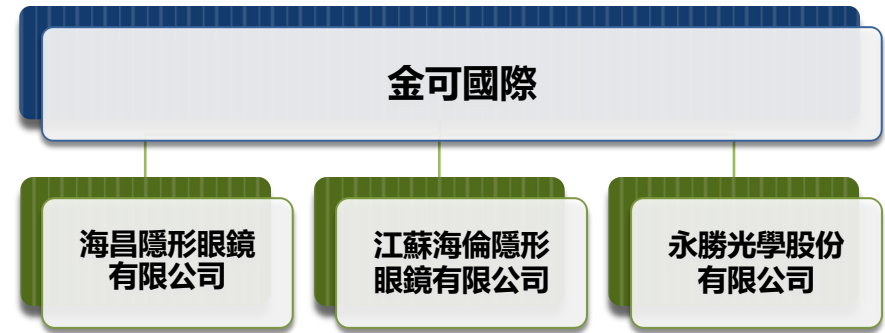 金可國際
海昌隱形眼鏡
有限公司
江蘇海倫隱形
眼鏡有限公司
永勝光學股份
有限公司